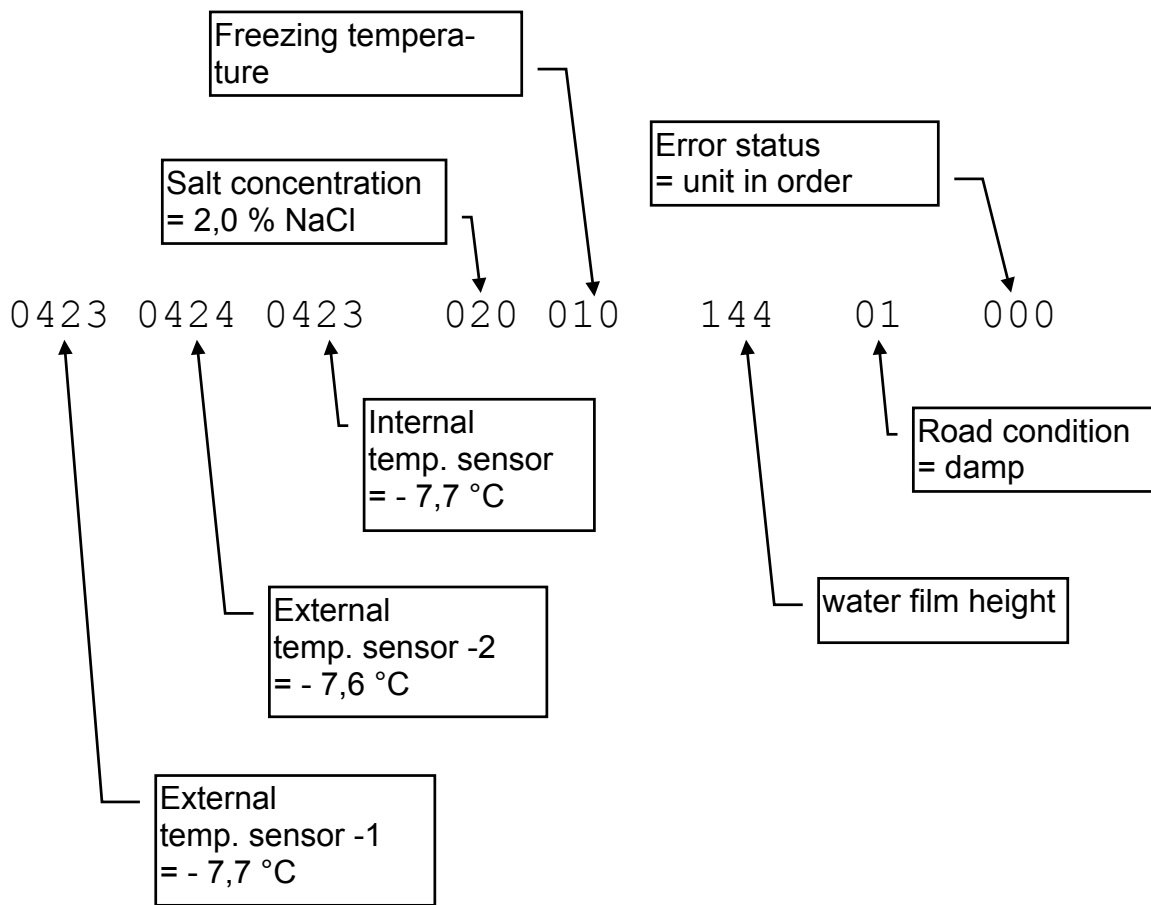 Freezing tempera-
ture
Error status
= unit in order
Salt concentration
= 2,0 % NaCl
0423 0424 0423 020 010 144 01 000
Internal
temp. sensor
= - 7,7 °C
Road condition
= damp
External
temp. sensor -2
= - 7,6 °C
water film height
External
temp. sensor -1
= - 7,7 °C